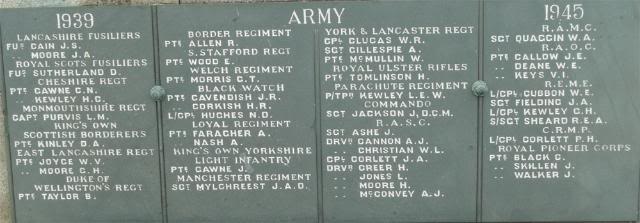 1939
LANCASHIRE FUSILIERS
FUSR CAIN J.S.
.. MOORE J.A.
ROYAL SCOTS FUSILIERS
FUSR SUTHERLAND D.
CHESHIRE REGT
PTE CAWNE C.N.
.. KEWLEY H.C.
MONMOUTHSHIRE REGT
CAPT PURVIS L.M.
KING'S OWN
SCOTTISH BORDERERS
PTE KINLEY D.A.
EAST LANCASHIRE REGT
PTE JOYCE W.V.
.. MOORE C.H.
DUKE OF
WELLINGTON'S REGT
PTE TAYLOR B.
ARMY
BORDER REGIMENT
PTE ALLEN R.
S.STAFFORD REGT
PTE WOOD E.
WELCH REGIMENT
PTE MORRIS C.T.
BLACK WATCH
PTE CAVENDISH J.R.
.. CORKISH H.R.
L/CPL HUGHES N.D.
LOYAL REGIMENT
PTE FARACHER A.
.. NASH A.
KING'S OWN YORKSHIRE
LIGHT INFANTRY
PTE CAWNE J.
MANCHESTER REGIMENT
SGT MYLCHREEST J.A.D.
YORK & LANCASTER REGT
CPL CLUCAS W.R.
SGT GILLESPIE A.
PTE McMULLIN W.
ROYAL ULSTER RIFLES
PTE TOMLINSON H.
PARACHUTE REGIMENT
P/TPR KEWLEY L.E.W.
COMMANDO
SGT JACKSON J,D.C.M.
R.A.S.C.
SGT ASHE J.
DRVR CANNON A.J.
.. CHRISTIAN W.L.
CPL CORLETT J.A.
DRVR CREER H.
.. JONES L.
.. MOORE H.
.. McCONVEY A.J.
1945
R.A.M.C.
SGT QUAGGIN W.A.
R.A.O.C.
PTE CALLOW J.E.
.. DEANE W.E.
.. KEYS V.I.
R.E.M.E.
L/CPL CUBBON W.E.
SGT FIELDING J.A.
L/CPL KEWLEY C.H.
S/SGT SHEARD R.E.A.
C.R.M.P.
L/CPL CORLETT P.H.
ROYAL PIONEER CORPS
PTE BLACK C.
.. SKILLEN J.
.. WALKER J.